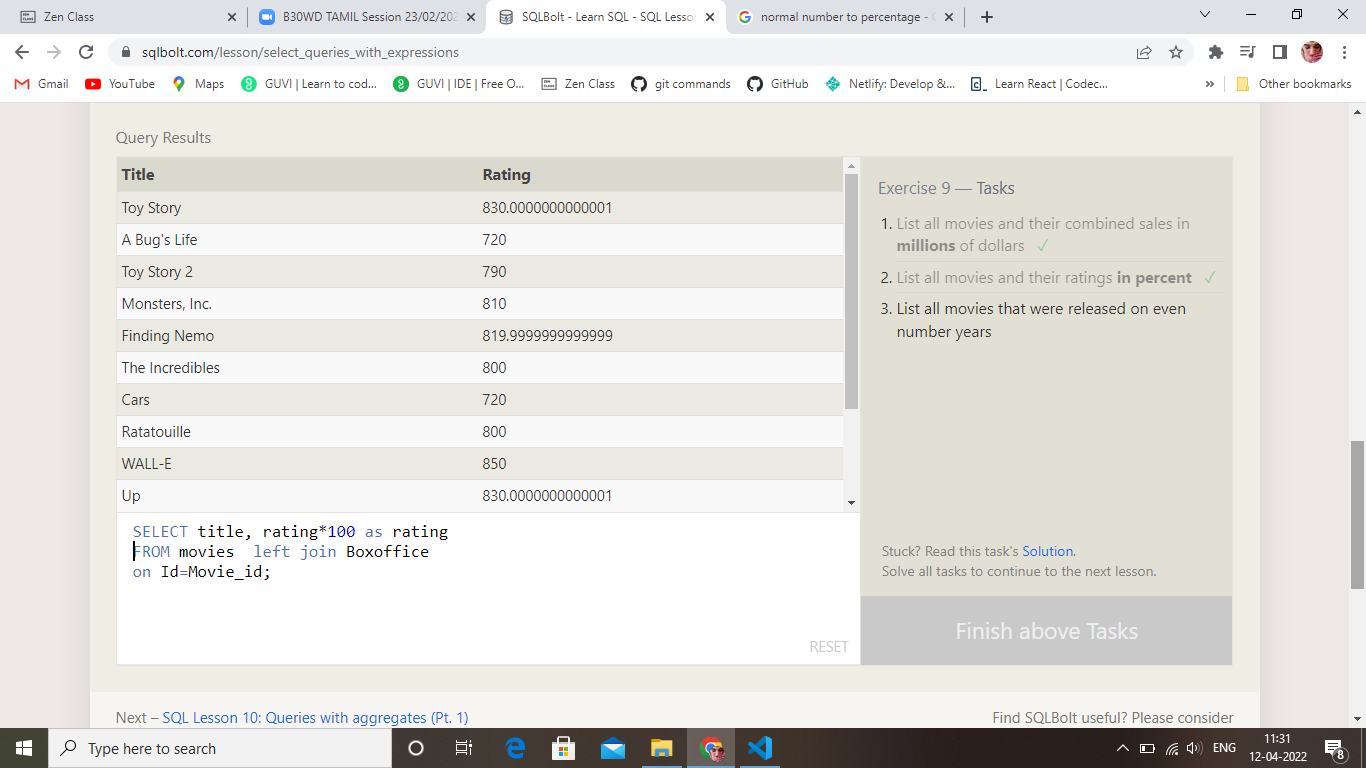 Zen Class
B30WD TAMIL Session 23/02/202
SQLBolt - Learn SQL - SQL Lesson
normal number to percentage -
sqlbolt.com/lesson/select_queries_with_expressions
Gmail YouTube Maps GUVI | Learn to cod... GUVI | IDE | Free O... Zen Class git commands GitHub Netlify: Develop &... Learn React | Codec... » Other bookmarks
Query Results
Title Rating
Toy Story 830.0000000000001
A Bug's Life 720
Toy Story 2 790
Monsters, Inc. 810
Finding Nemo 819.9999999999999
The Incredibles 800
Cars 720
Ratatouille 800
WALL-E 850
Up 830.0000000000001
SELECT title, rating*100 as rating
FROM movies  left join Boxoffice
on Id=Movie_id;
RESET
Exercise 9 — Tasks
1. List all movies and their combined sales in
millions of dollars ✓
2. List all movies and their ratings in percent ✓
3. List all movies that were released on even
number years
Stuck? Read this task's Solution.
Solve all tasks to continue to the next lesson.
Finish above Tasks
Next – SQL Lesson 10: Queries with aggregates (Pt. 1)
Find SQLBolt useful? Please consider
Type here to search
ENG
11:31
12-04-2022
8